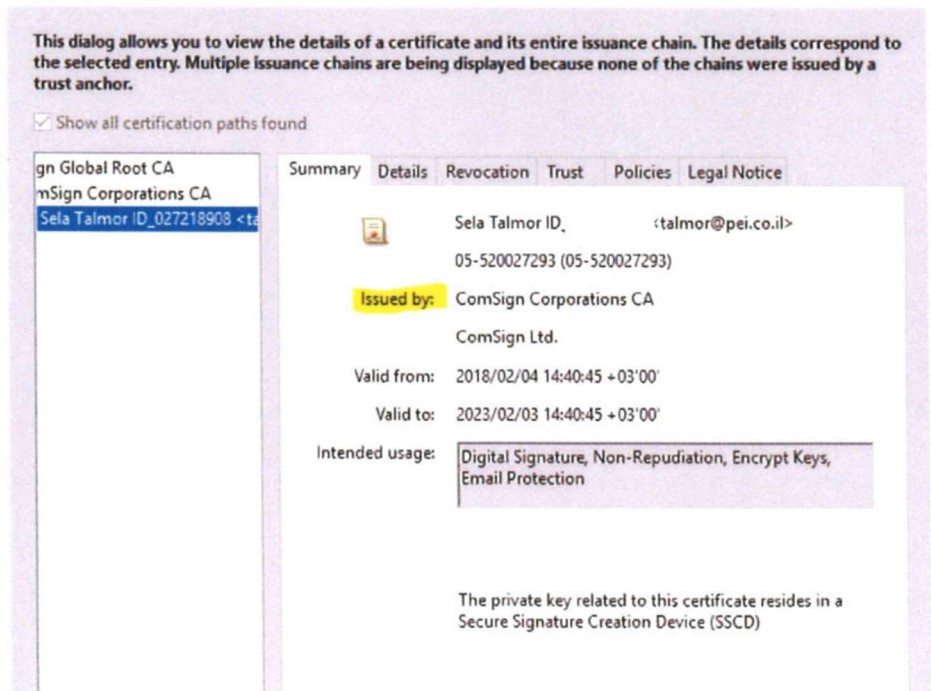 This dialog allows you to view the details of a certificate and its entire issuance chain. The details correspond to
the selected entry. Multiple issuance chains are being displayed because none of the chains were issued by a
trust anchor.
Show all certification paths found
gn Global Root CA
mSign Corporations CA
Sela Talmor ID_027218908 <ta
Summary Details Revocation Trust Policies Legal Notice
Sela Talmor ID_ <talmor@pei.co.il>
05-520027293 (05-520027293)
Issued by: ComSign Corporations CA
ComSign Ltd.
Valid from: 2018/02/04 14:40:45 +03'00'
Valid to: 2023/02/03 14:40:45 +03'00'
Intended usage: Digital Signature, Non-Repudiation, Encrypt Keys,
Email Protection
The private key related to this certificate resides in a
Secure Signature Creation Device (SSCD)